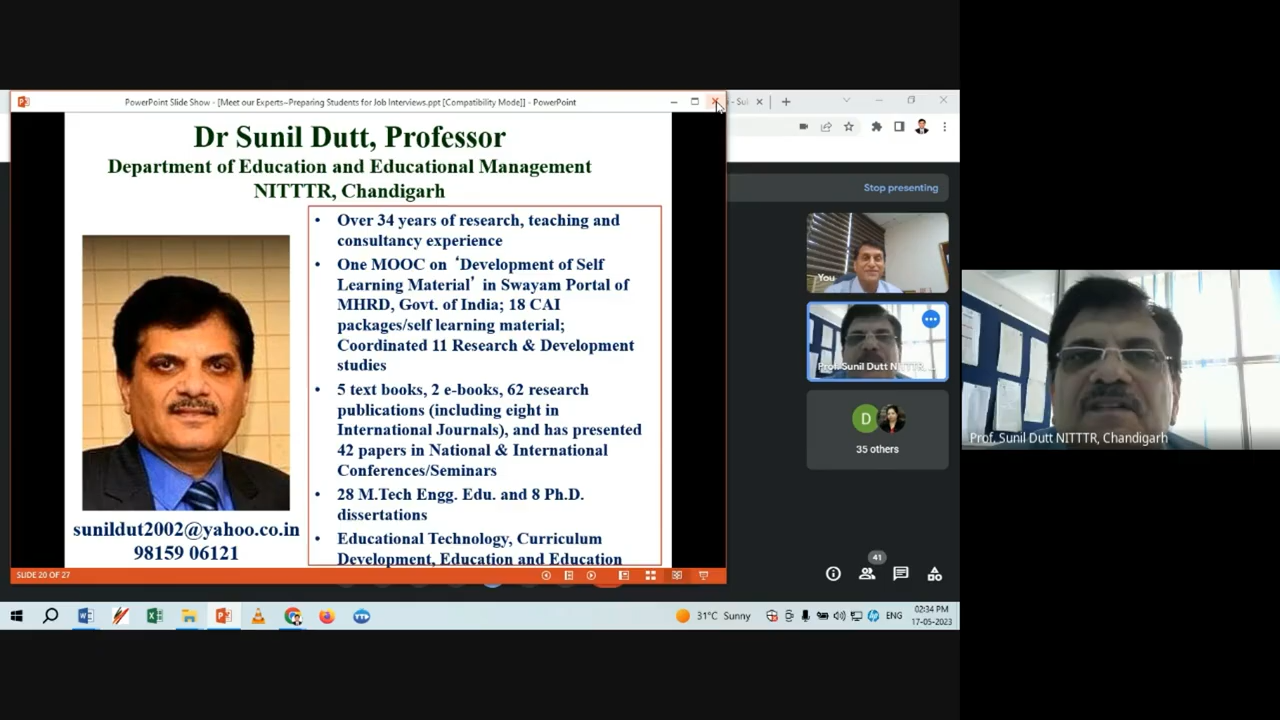 PowerPoint Slide Show - [Meet our Experts--Preparing Students for Job Interviews.ppt [Compatibility Mode]] - PowerPoint
Dr Sunil Dutt, Professor
Department of Education and Educational Management
NITTTR, Chandigarh
• Over 34 years of research, teaching and
consultancy experience
• One MOOC on ‘Development of Self
Learning Material’ in Swayam Portal of
MHRD, Govt. of India; 18 CAI
packages/self learning material;
Coordinated 11 Research & Development
studies
• 5 text books, 2 e-books, 62 research
publications (including eight in
International Journals), and has presented
42 papers in National & International
Conferences/Seminars
• 28 M.Tech Engg. Edu. and 8 Ph.D.
dissertations
• Educational Technology, Curriculum
Development, Education and Education
sunildut2002@yahoo.co.in
98159 06121
SLIDE 20 OF 27
Stop presenting
You
Prof. Sunil Dutt NITTTR, ...
D
35 others
41
Prof. Sunil Dutt NITTTR, Chandigarh
31°C Sunny
ENG
02:34 PM
17-05-2023